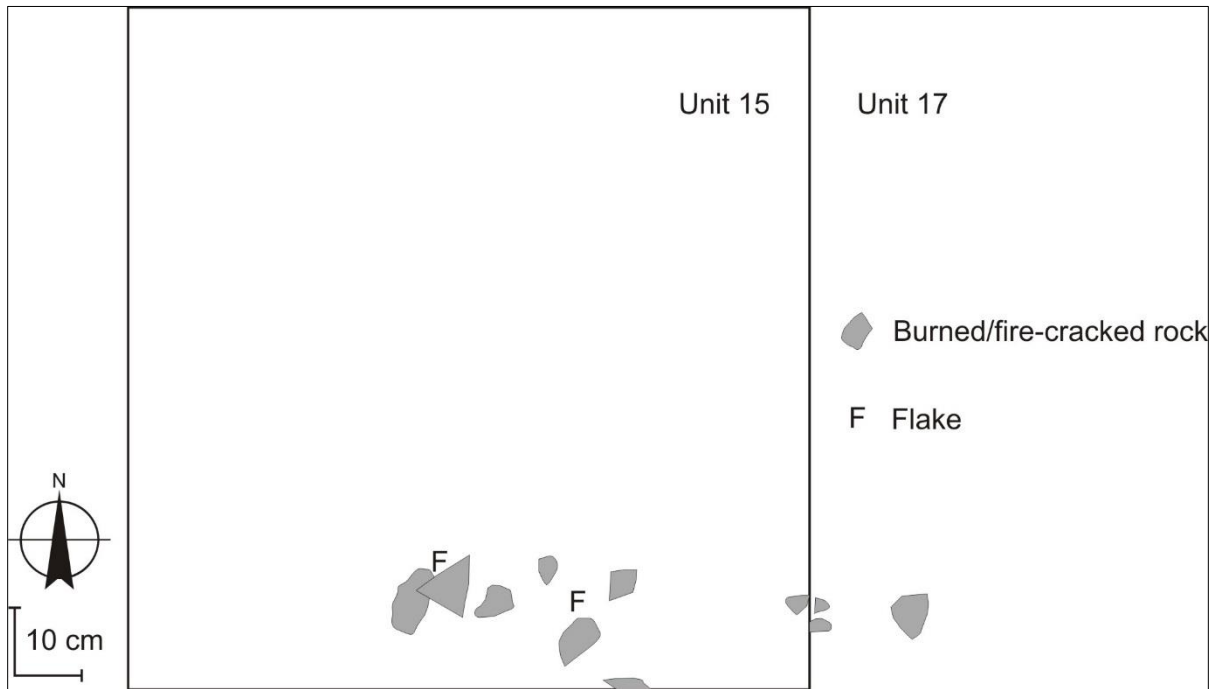 Unit 15
Unit 17
Burned/fire-cracked rock
F Flake
N
F
F
10 cm